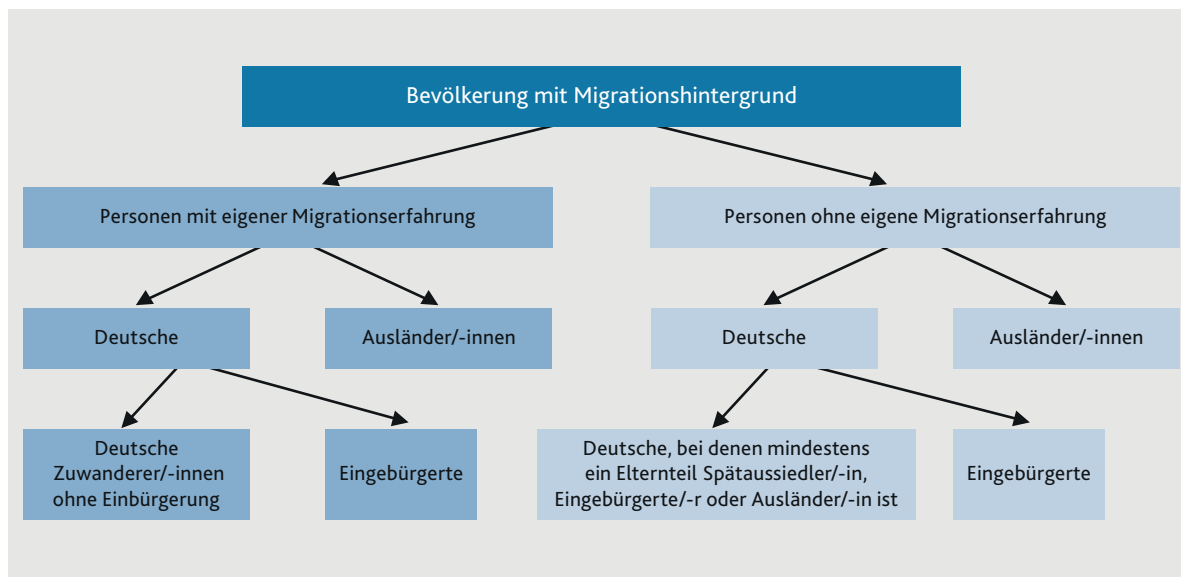 Bevölkerung mit Migrationshintergrund
Personen mit eigener Migrationserfahrung
Personen ohne eigene Migrationserfahrung
Deutsche
Ausländer/-innen
Deutsche
Ausländer/-innen
Deutsche
Zuwanderer/-innen
ohne Einbürgerung
Eingebürgerte
Deutsche, bei denen mindestens
ein Elternteil Spätaussiedler/-in,
Eingebürgerte/-r oder Ausländer/-in ist
Eingebürgerte